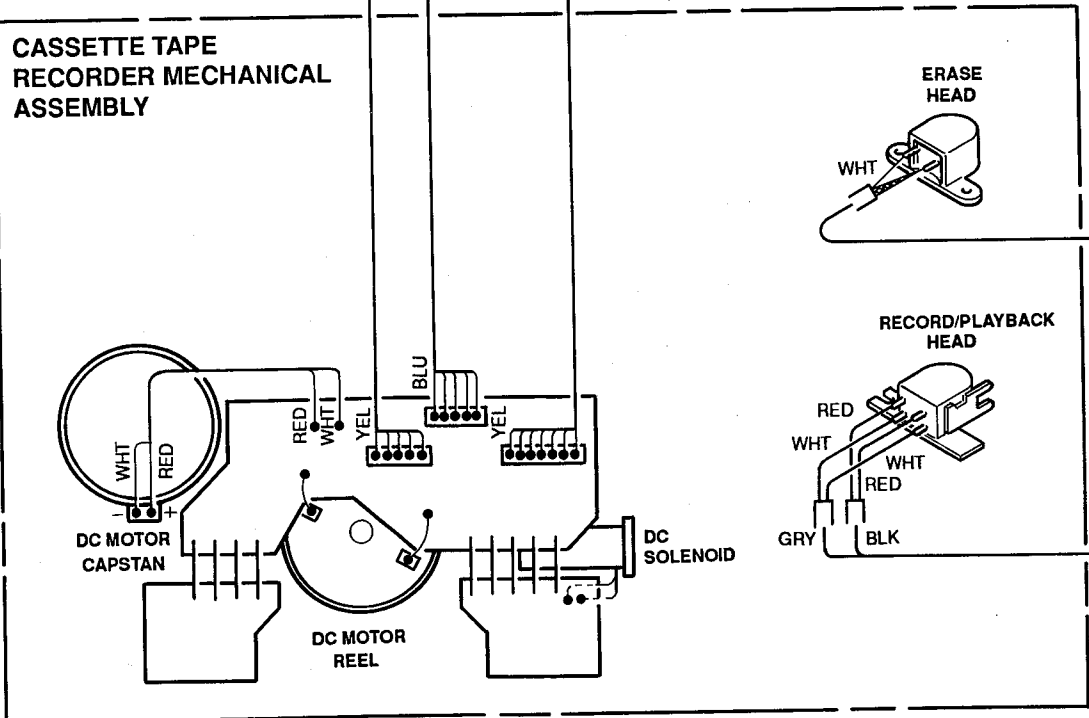 CASSETTE TAPE
RECORDER MECHANICAL
ASSEMBLY
ERASE
HEAD
WHT
RECORD/PLAYBACK
HEAD
RED
WHT
WHT
RED
GRY
BLK
BLU
RED
WHT
YEL
YEL
WHT
RED
- +
DC MOTOR
CAPSTAN
DC SOLENOID
DC MOTOR
REEL